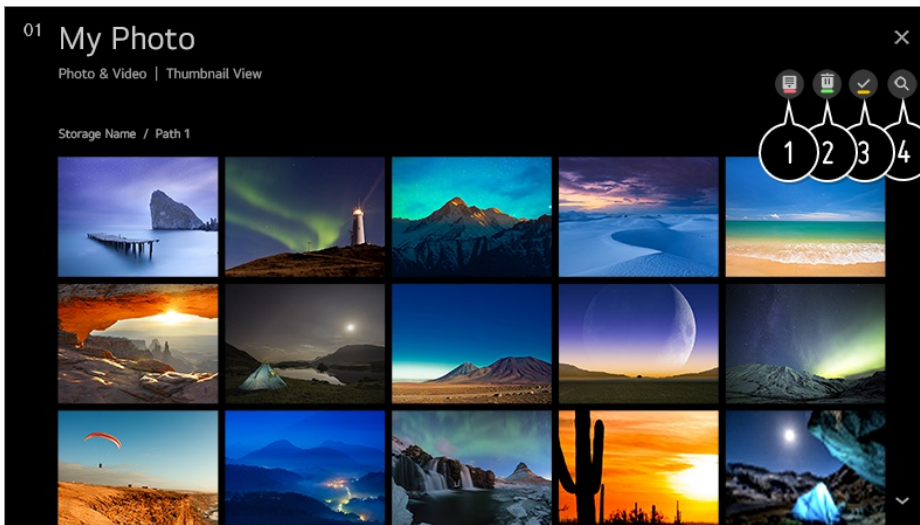 01
My Photo
Photo & Video | Thumbnail View
Storage Name / Path 1
1 2 3 4